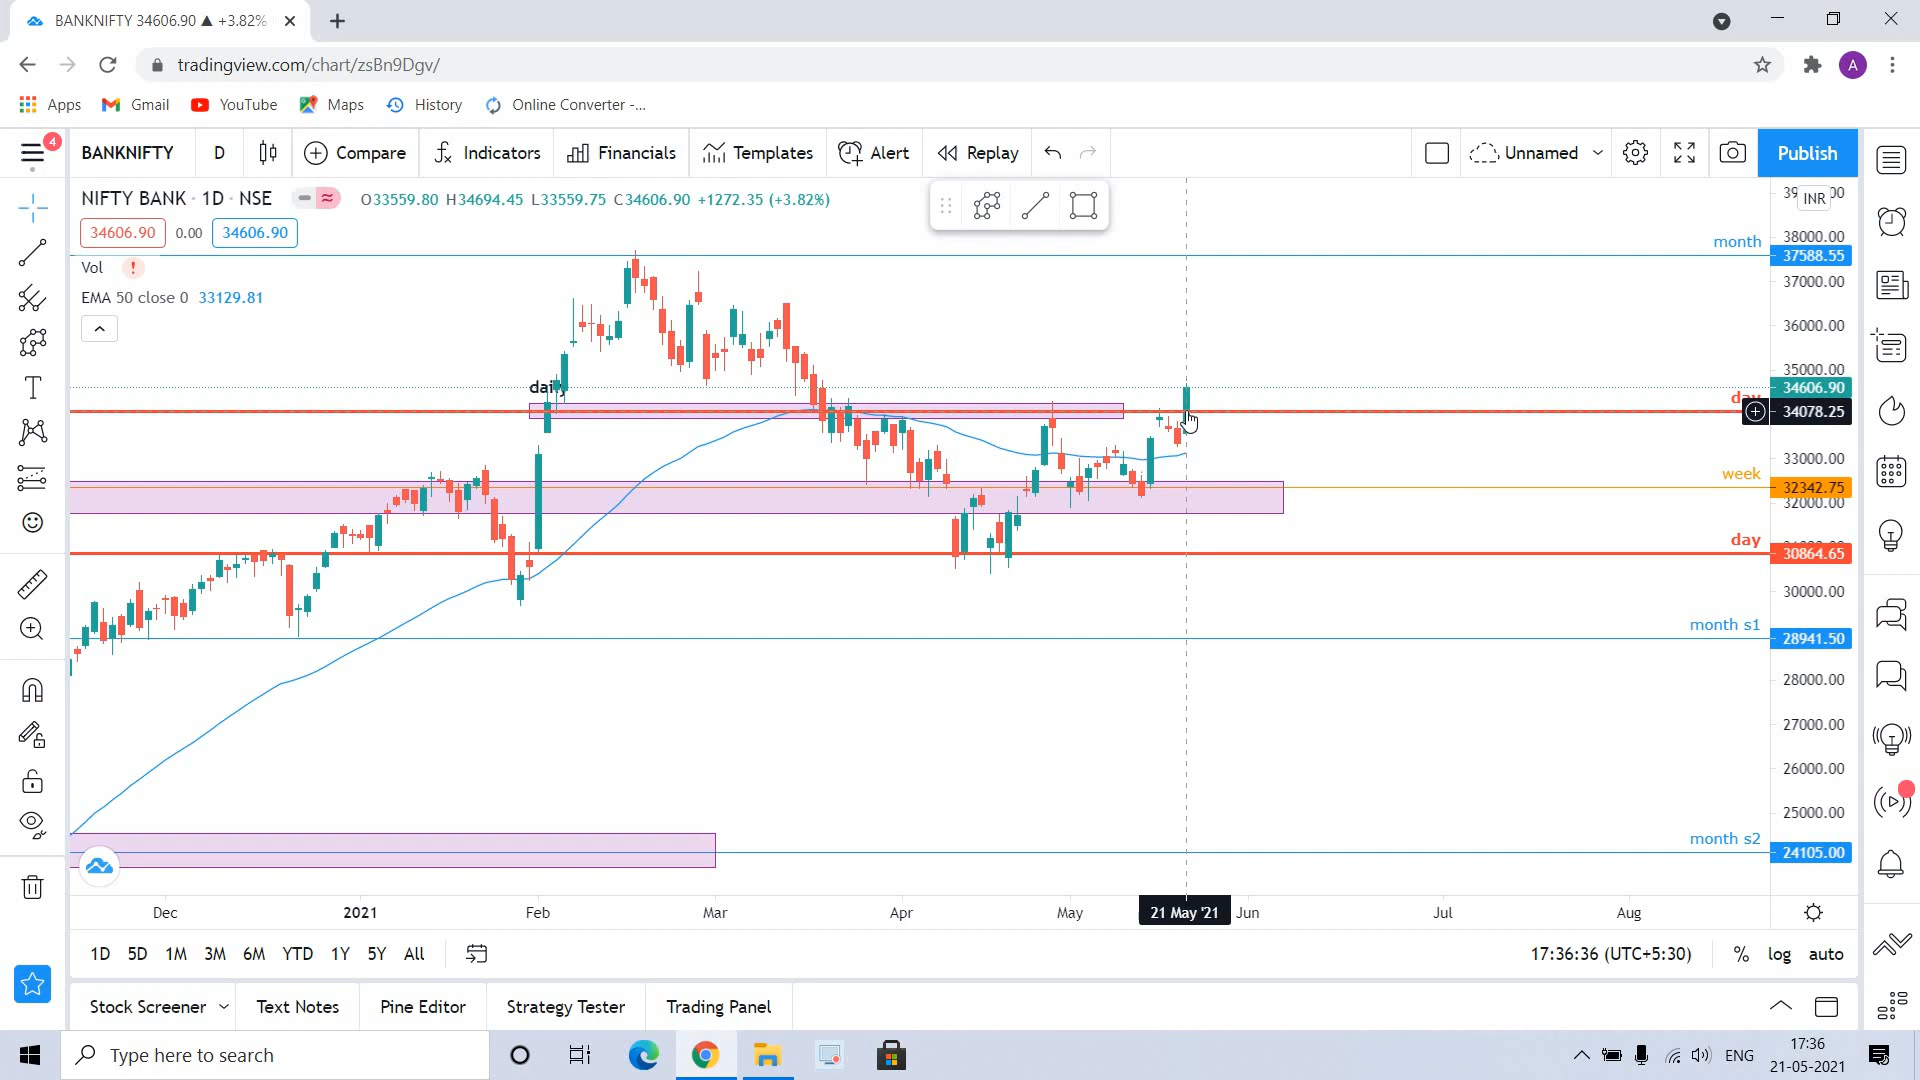 BANKNIFTY 34606.90 ▲ +3.82%
tradingview.com/chart/zsBn9Dgv/
A
Apps Gmail YouTube Maps History Online Converter -...
4
BANKNIFTY D Compare Indicators Financials Templates Alert Replay Unnamed Publish
NIFTY BANK · 1D · NSE O33559.80 H34694.45 L33559.75 C34606.90 +1272.35 (+3.82%)
INR
34606.90 0.00 34606.90
38000.00
month 37588.55
Vol !
37000.00
EMA 50 close 0 33129.81
36000.00
35000.00
daily 34606.90
day
34078.25
33000.00
week 32342.75
32000.00
day 30864.65
30000.00
month s1 28941.50
28000.00
27000.00
26000.00
25000.00
month s2 24105.00
Dec 2021 Feb Mar Apr May 21 May '21 Jun Jul Aug
1D 5D 1M 3M 6M YTD 1Y 5Y All 17:36:36 (UTC+5:30) % log auto
Stock Screener Text Notes Pine Editor Strategy Tester Trading Panel
Type here to search ENG 17:36
21-05-2021